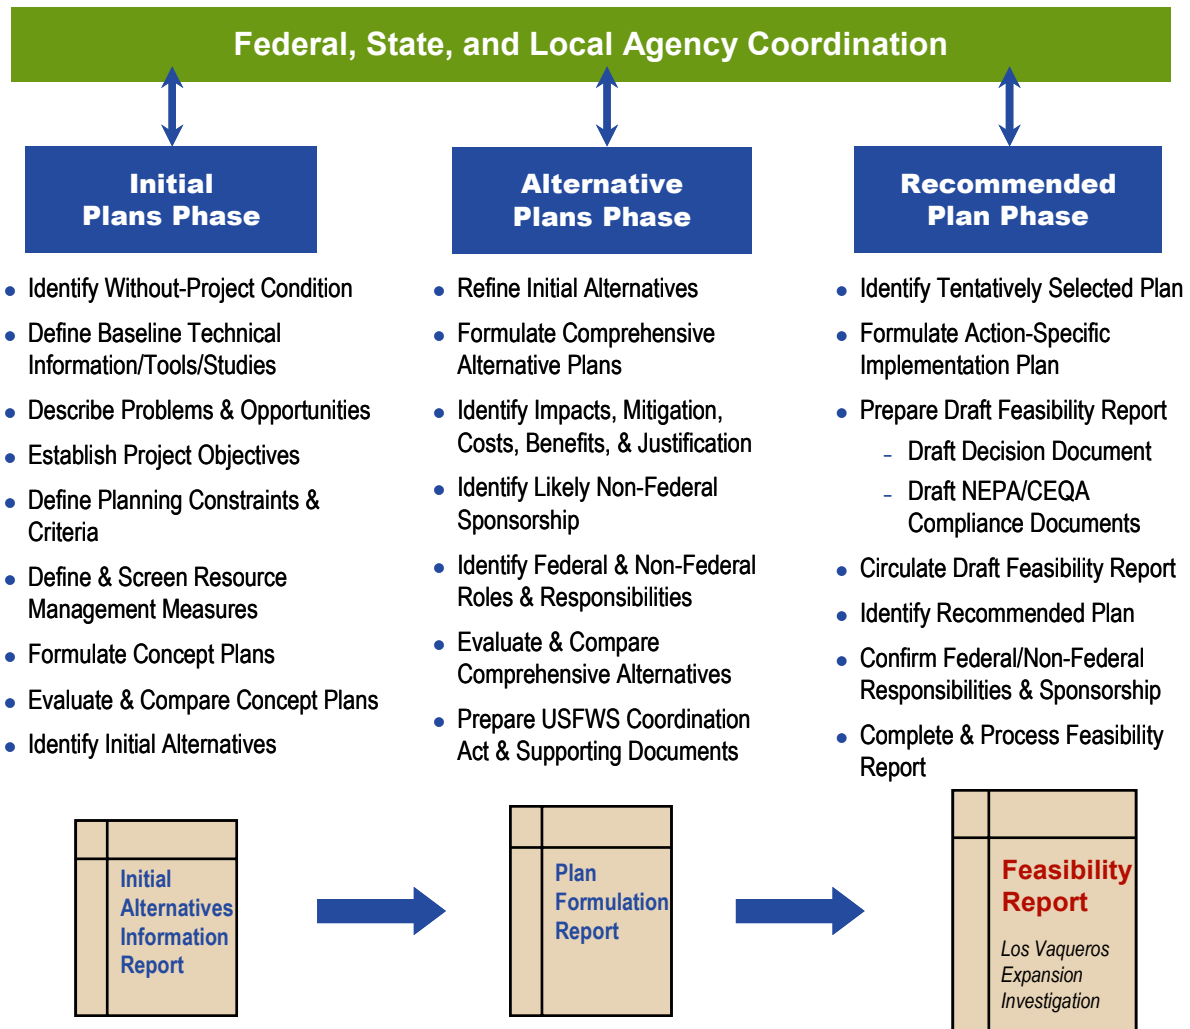 Federal, State, and Local Agency Coordination
Initial
Plans Phase
• Identify Without-Project Condition
• Define Baseline Technical
Information/Tools/Studies
• Describe Problems & Opportunities
• Establish Project Objectives
• Define Planning Constraints &
Criteria
• Define & Screen Resource
Management Measures
• Formulate Concept Plans
• Evaluate & Compare Concept Plans
• Identify Initial Alternatives
Alternative
Plans Phase
• Refine Initial Alternatives
• Formulate Comprehensive
Alternative Plans
• Identify Impacts, Mitigation,
Costs, Benefits, & Justification
• Identify Likely Non-Federal
Sponsorship
• Identify Federal & Non-Federal
Roles & Responsibilities
• Evaluate & Compare
Comprehensive Alternatives
• Prepare USFWS Coordination
Act & Supporting Documents
Recommended
Plan Phase
• Identify Tentatively Selected Plan
• Formulate Action-Specific
Implementation Plan
• Prepare Draft Feasibility Report
- Draft Decision Document
- Draft NEPA/CEQA
Compliance Documents
• Circulate Draft Feasibility Report
• Identify Recommended Plan
• Confirm Federal/Non-Federal
Responsibilities & Sponsorship
• Complete & Process Feasibility
Report
Initial
Alternatives
Information
Report
Plan
Formulation
Report
Feasibility
Report
Los Vaqueros
Expansion
Investigation